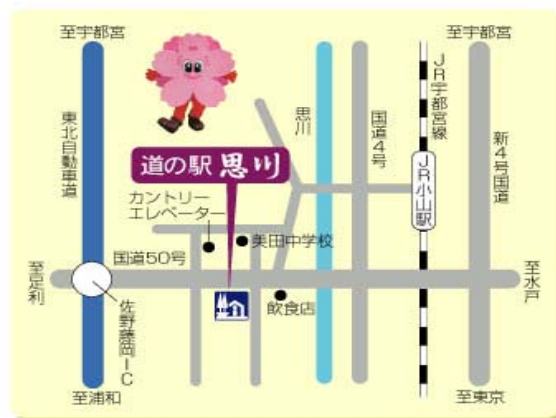 至宇都宮
至宇都宮
東北自動車道
思川
国道4号
JR宇都宮線
JR小山駅
新4号国道
道の駅 思川
カントリー
エレベーター
美田中学校
国道50号
至足利
至水戸
佐野藤岡IC
飲食店
至浦和
至東京